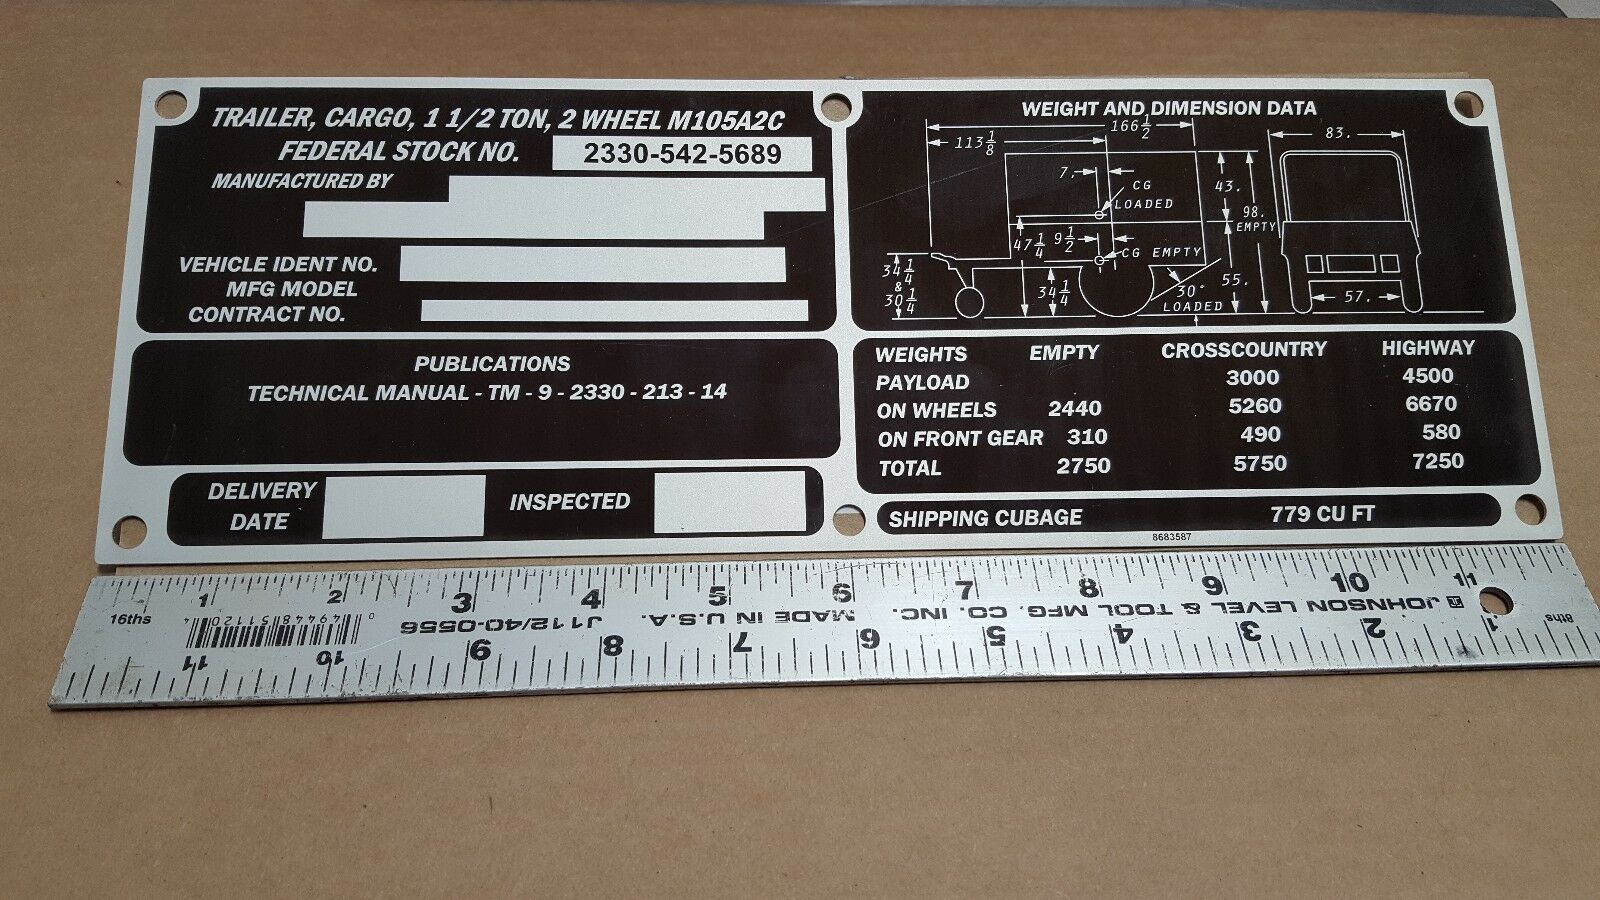 TRAILER, CARGO, 1 1/2 TON, 2 WHEEL M105A2C
FEDERAL STOCK NO. 2330-542-5689
MANUFACTURED BY
VEHICLE IDENT NO.
MFG MODEL
CONTRACT NO.
PUBLICATIONS
TECHNICAL MANUAL - TM - 9 - 2330 - 213 - 14
DELIVERY
DATE
INSPECTED
WEIGHT AND DIMENSION DATA
166 1/2
83.
113 1/8
7.
CG
LOADED
43.
98.
EMPTY
47 1/4
9 1/2
CG EMPTY
34 1/4
&
30 1/4
34 1/4
30°
LOADED
55.
57.
WEIGHTS EMPTY CROSSCOUNTRY HIGHWAY
PAYLOAD 3000 4500
ON WHEELS 2440 5260 6670
ON FRONT GEAR 310 490 580
TOTAL 2750 5750 7250
SHIPPING CUBAGE 779 CU FT
8683587
1 2 3 4 5 6 7 8 9 10 11
16ths
8ths
JOHNSON LEVEL & TOOL MFG. CO. INC. MADE IN U.S.A. J112/40-0556
0 49448 51120 4
1 2 3 4 5 6 7 8 9 10 11